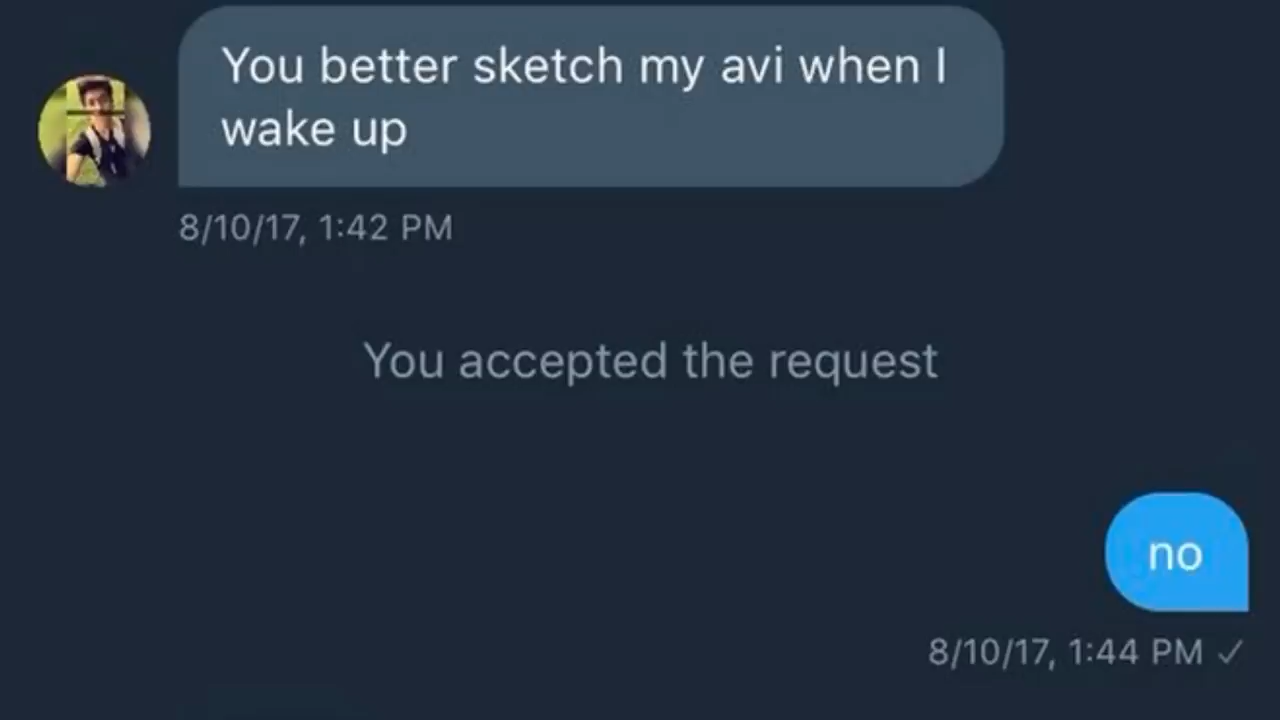 You better sketch my avi when I
wake up
8/10/17, 1:42 PM
You accepted the request
no
8/10/17, 1:44 PM ✓